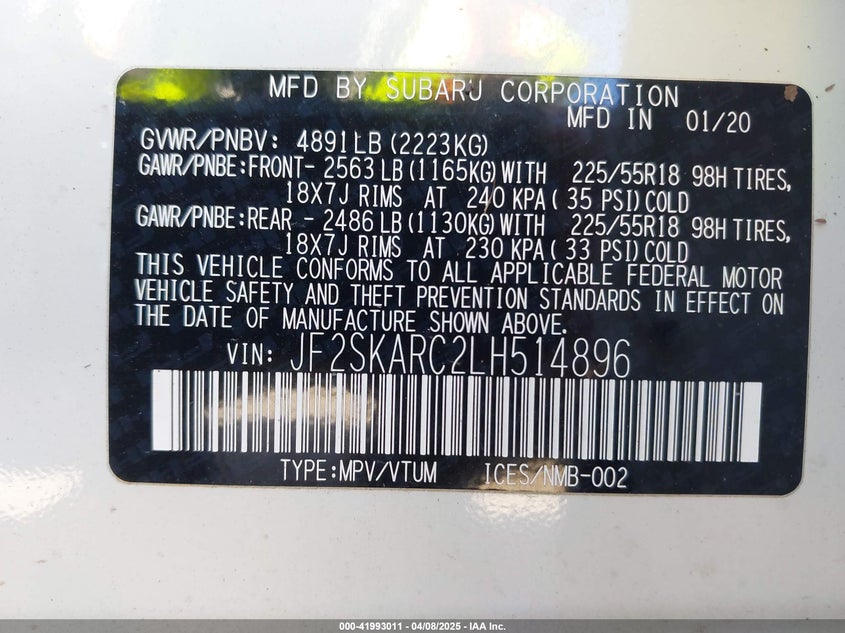 MFD BY SUBARU CORPORATION
MFD IN 01/20
GVWR/PNBV: 4891LB(2223KG)
GAWR/PNBE:FRONT- 2563LB(1165KG)WITH 225/55R18 98H TIRES,
18X7J RIMS AT 240 KPA( 35 PSI)COLD
GAWR/PNBE:REAR - 2486LB(1130KG)WITH 225/55R18 98H TIRES,
18X7J RIMS AT 230 KPA( 33 PSI)COLD
THIS VEHICLE CONFORMS TO ALL APPLICABLE FEDERAL MOTOR
VEHICLE SAFETY AND THEFT PREVENTION STANDARDS IN EFFECT ON
THE DATE OF MANUFACTURE SHOWN ABOVE.
VIN: JF2SKARC2LH514896
TYPE:MPV/VTUM ICES/NMB-002
000-41993011 - 04/08/2025 - IAA Inc.